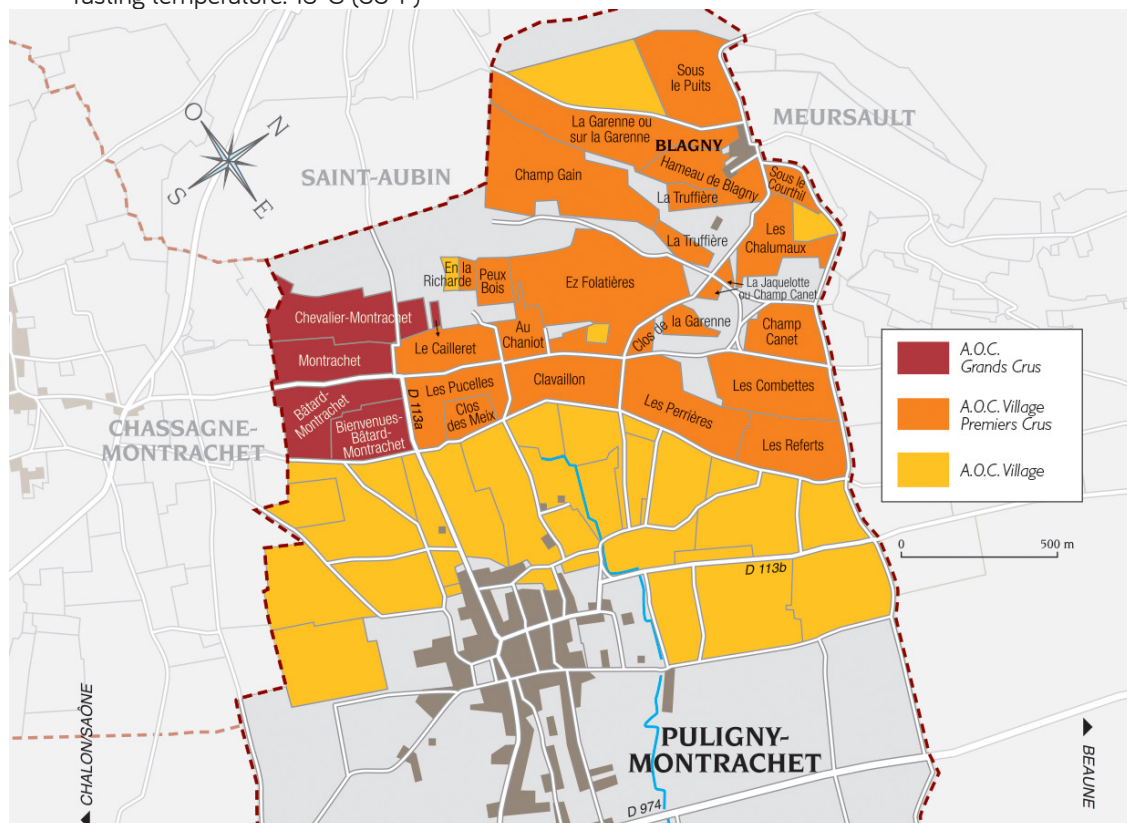 Tasting temperature: 13°C (55°F)
Sous
le Puits
MEURSAULT
O
N
S
E
SAINT-AUBIN
La Garenne ou
sur la Garenne
BLAGNY
Hameau de Blagny
Sous le
Courthil
Champ Gain
La Truffière
La Truffière
Les
Chalumaux
En la
Richarde
Peux
Bois
Ez Folatières
La Jaquelotte
ou Champ Canet
Chevalier-Montrachet
Au
Chaniot
Clos de la Garenne
Champ
Canet
Le Cailleret
Montrachet
A.O.C.
Grands Crus
Les Pucelles
Clavaillon
Les Combettes
D 113a
Bâtard-
Montrachet
Clos
des Meix
Les Perrières
A.O.C. Village
Premiers Crus
Bienvenues-
Bâtard-
Montrachet
CHASSAGNE-
MONTRACHET
Les Referts
A.O.C. Village
0
500 m
D 113b
PULIGNY-
MONTRACHET
CHALON/SAÔNE
BEAUNE
D 974